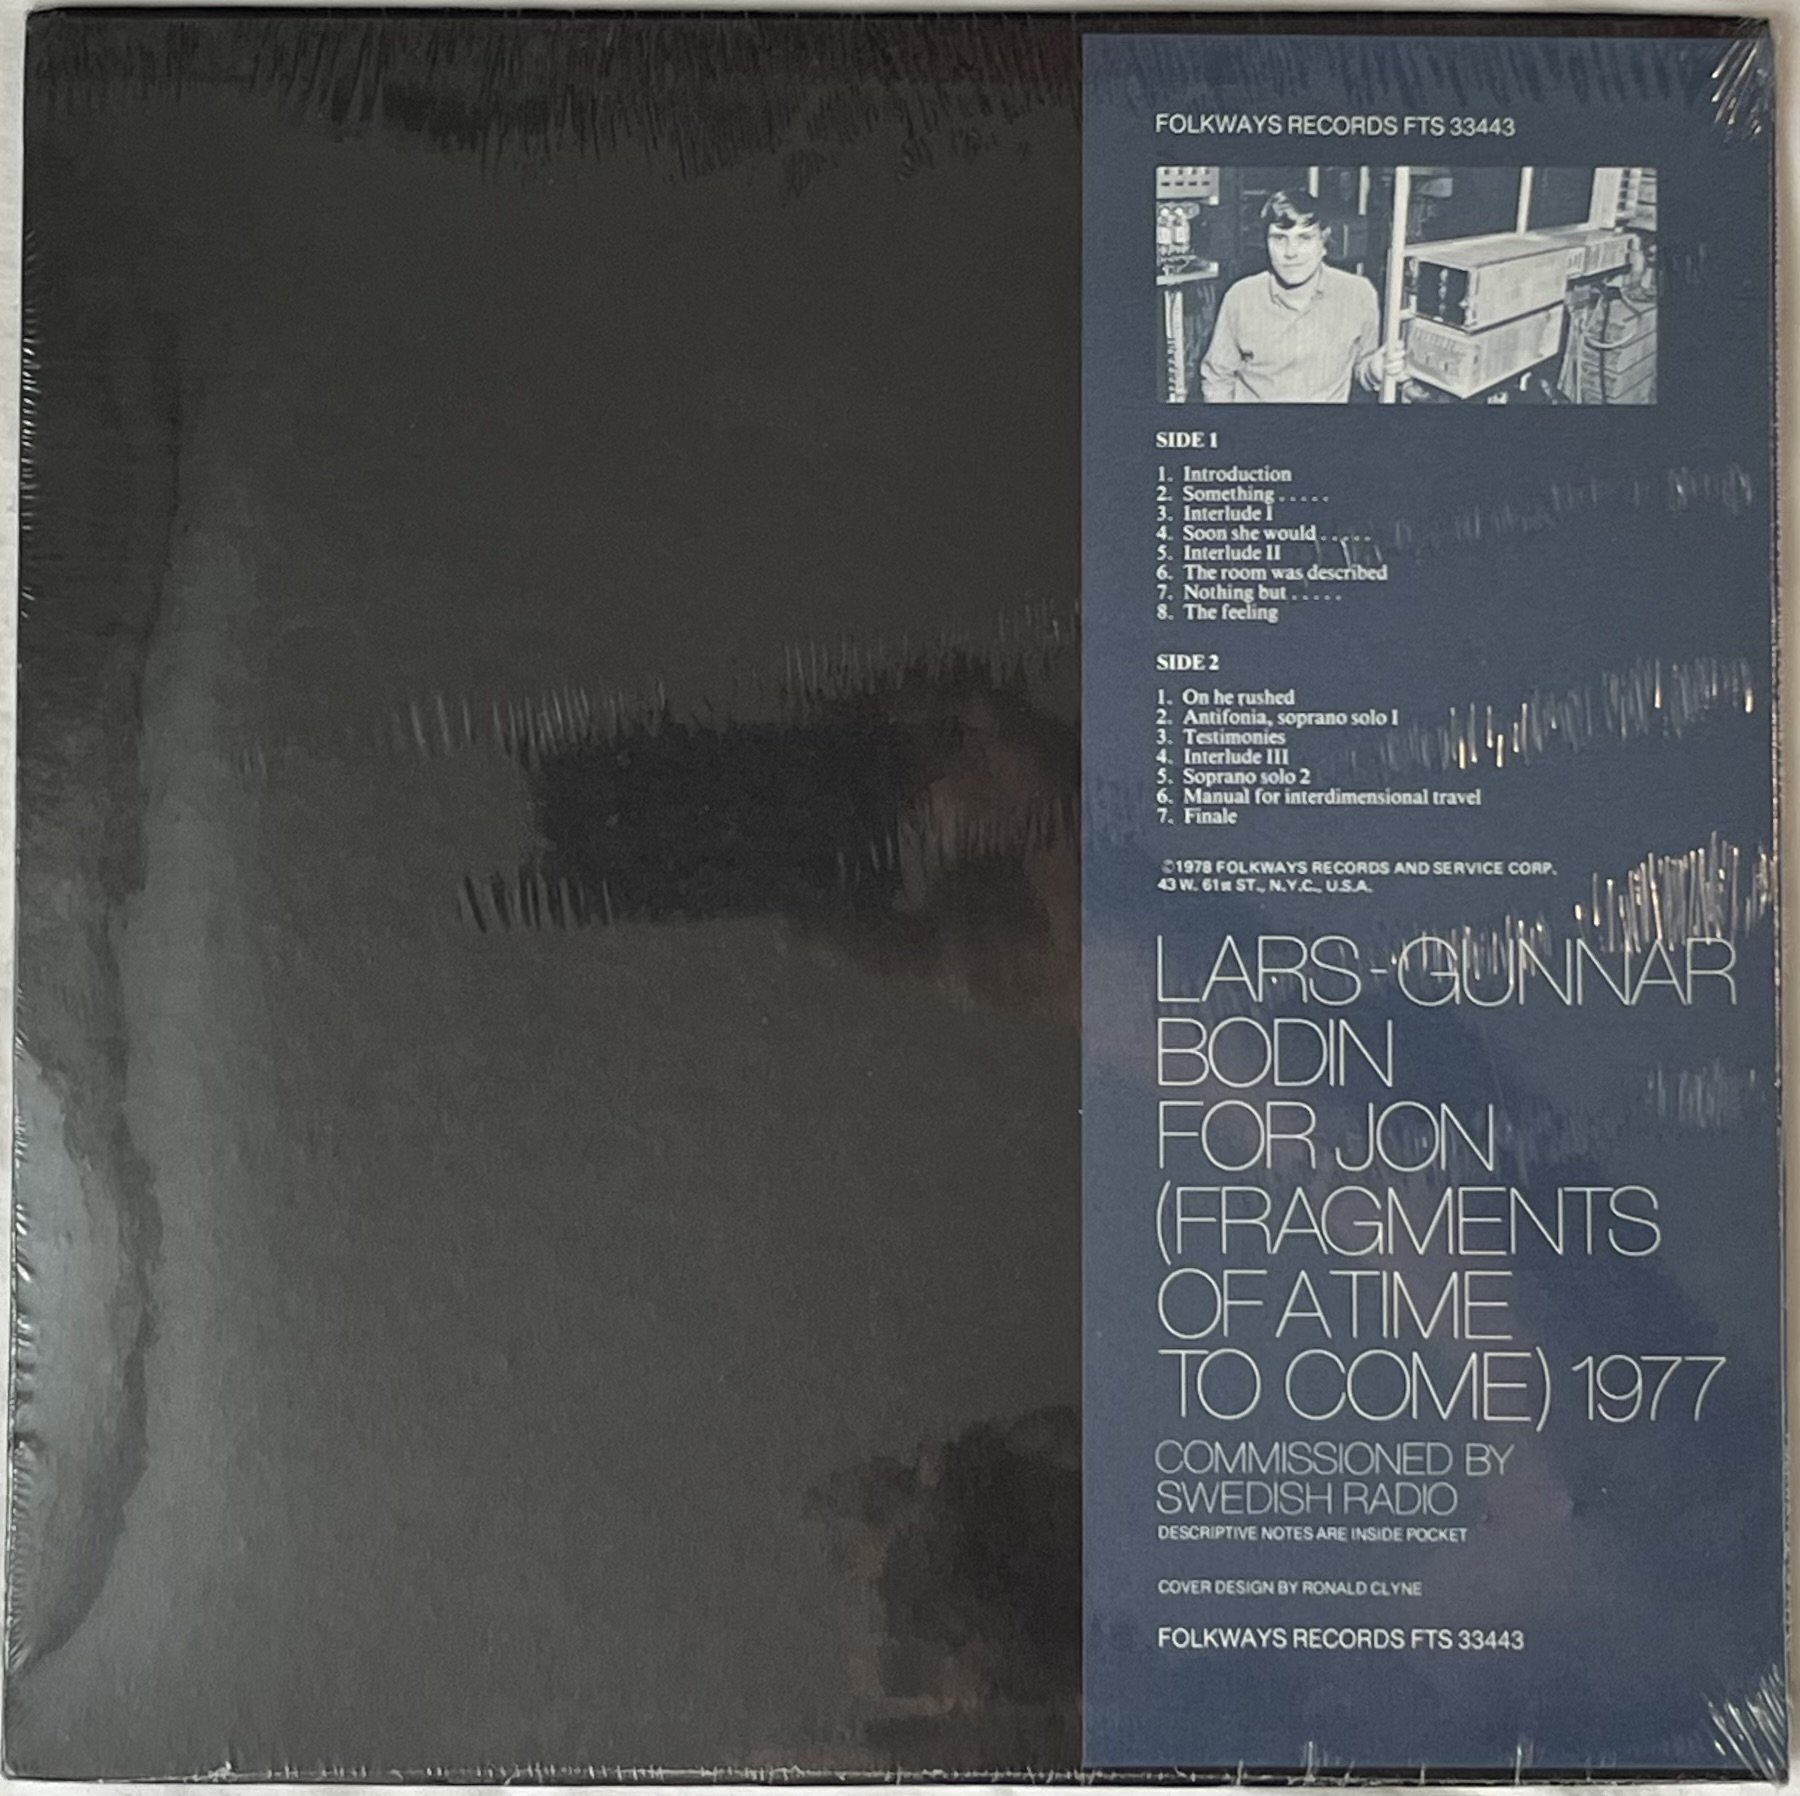 FOLKWAYS RECORDS FTS 33443
SIDE 1
1. Introduction
2. Something . . . . .
3. Interlude I
4. Soon she would . . . . .
5. Interlude II
6. The room was described
7. Nothing but . . . . .
8. The feeling
SIDE 2
1. On he rushed
2. Antifonia, soprano solo I
3. Testimonies
4. Interlude III
5. Soprano solo 2
6. Manual for interdimensional travel
7. Finale
©1978 FOLKWAYS RECORDS AND SERVICE CORP.
43 W. 61st ST., N.Y.C., U.S.A.
LARS-GUNNAR
BODIN
FOR JON
(FRAGMENTS
OF A TIME
TO COME) 1977
COMMISSIONED BY
SWEDISH RADIO
DESCRIPTIVE NOTES ARE INSIDE POCKET
COVER DESIGN BY RONALD CLYNE
FOLKWAYS RECORDS FTS 33443